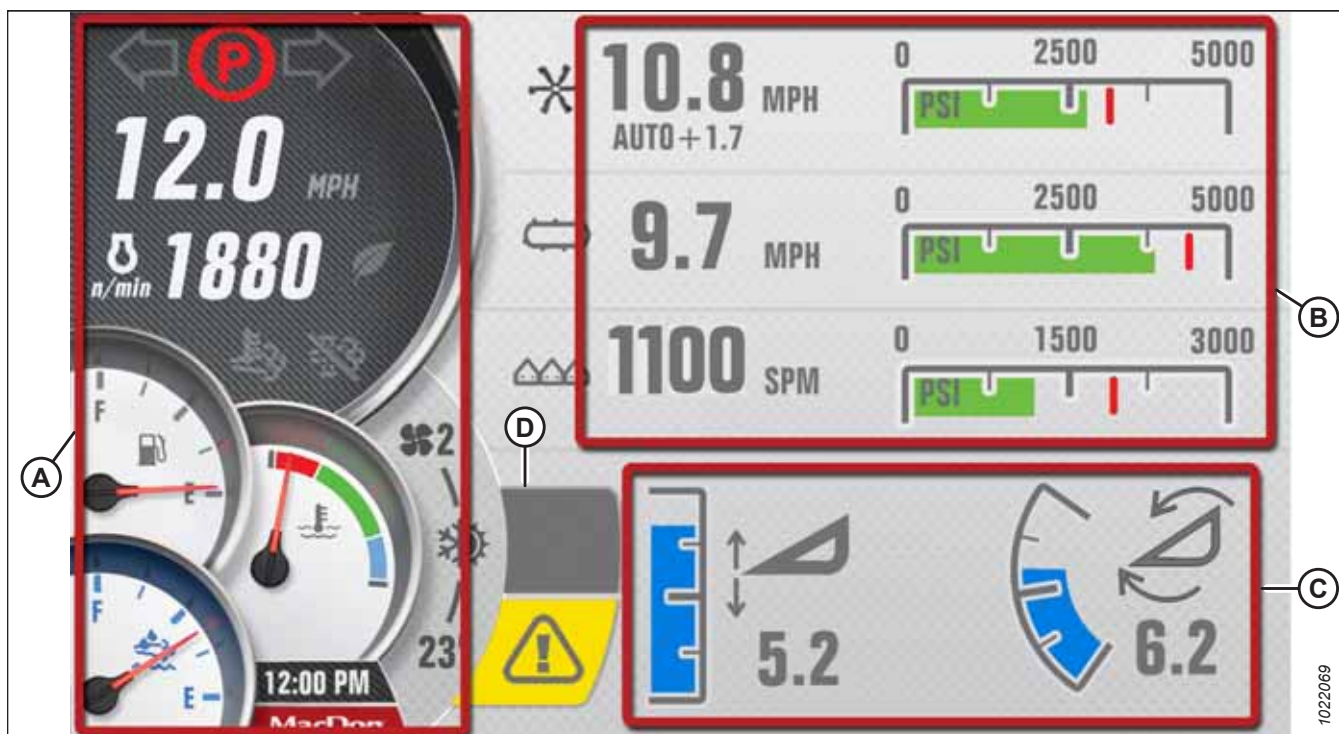 P
12.0 MPH
n/min 1880
F
E
F
E
2
23
12:00 PM
MacDon
10.8 MPH
AUTO+1.7
0 2500 5000
PSI
9.7 MPH
0 2500 5000
PSI
1100 SPM
0 1500 3000
PSI
5.2
6.2
A
B
C
D
1022069